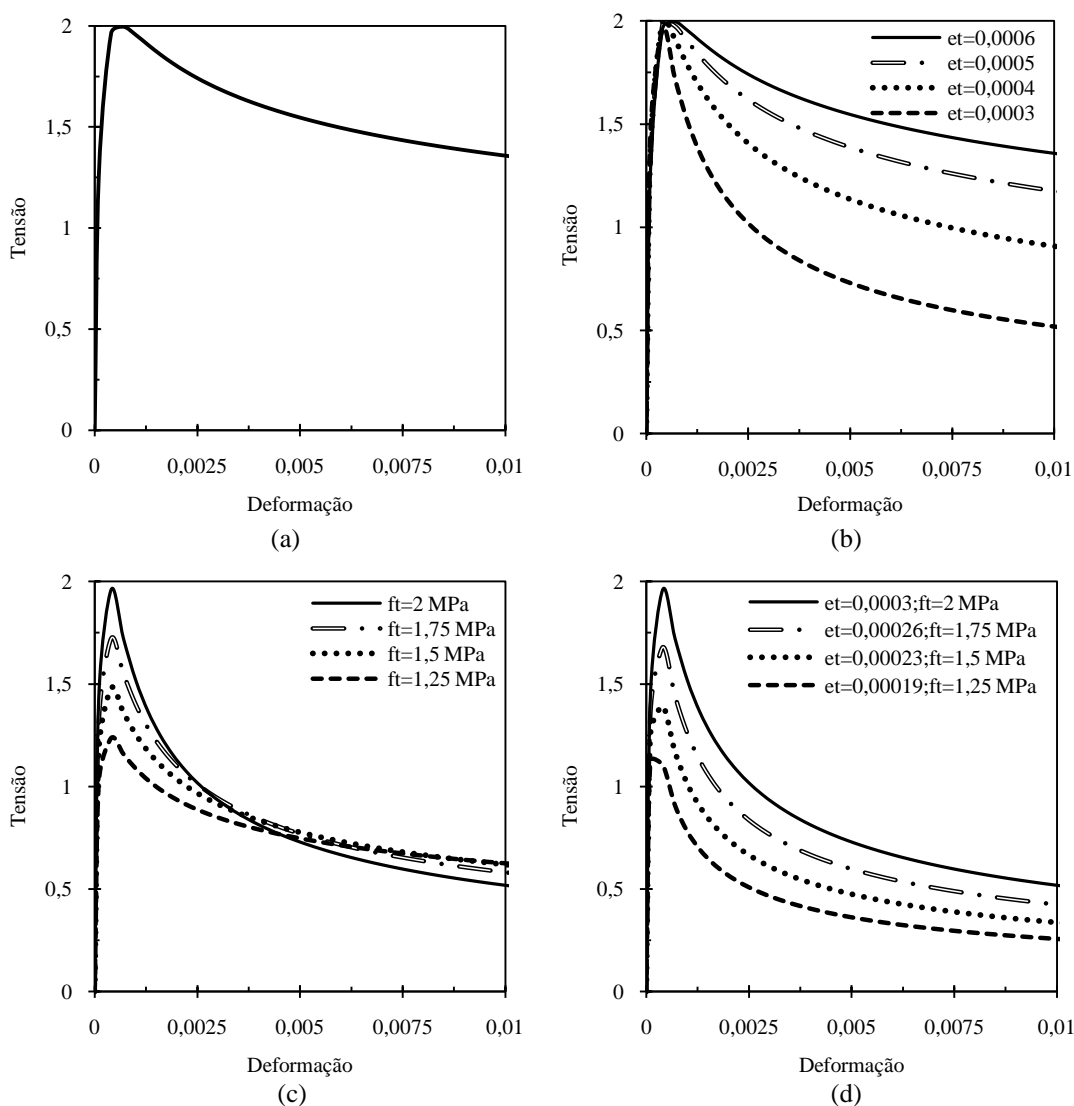 2
1,5
1
0,5
0
Tensão
0
0,0025
0,005
0,0075
0,01
Deformação
(a)
2
1,5
1
0,5
0
Tensão
et=0,0006
et=0,0005
et=0,0004
et=0,0003
0
0,0025
0,005
0,0075
0,01
Deformação
(b)
2
1,5
1
0,5
0
Tensão
ft=2 MPa
ft=1,75 MPa
ft=1,5 MPa
ft=1,25 MPa
0
0,0025
0,005
0,0075
0,01
Deformação
(c)
2
1,5
1
0,5
0
Tensão
et=0,0003;ft=2 MPa
et=0,00026;ft=1,75 MPa
et=0,00023;ft=1,5 MPa
et=0,00019;ft=1,25 MPa
0
0,0025
0,005
0,0075
0,01
Deformação
(d)